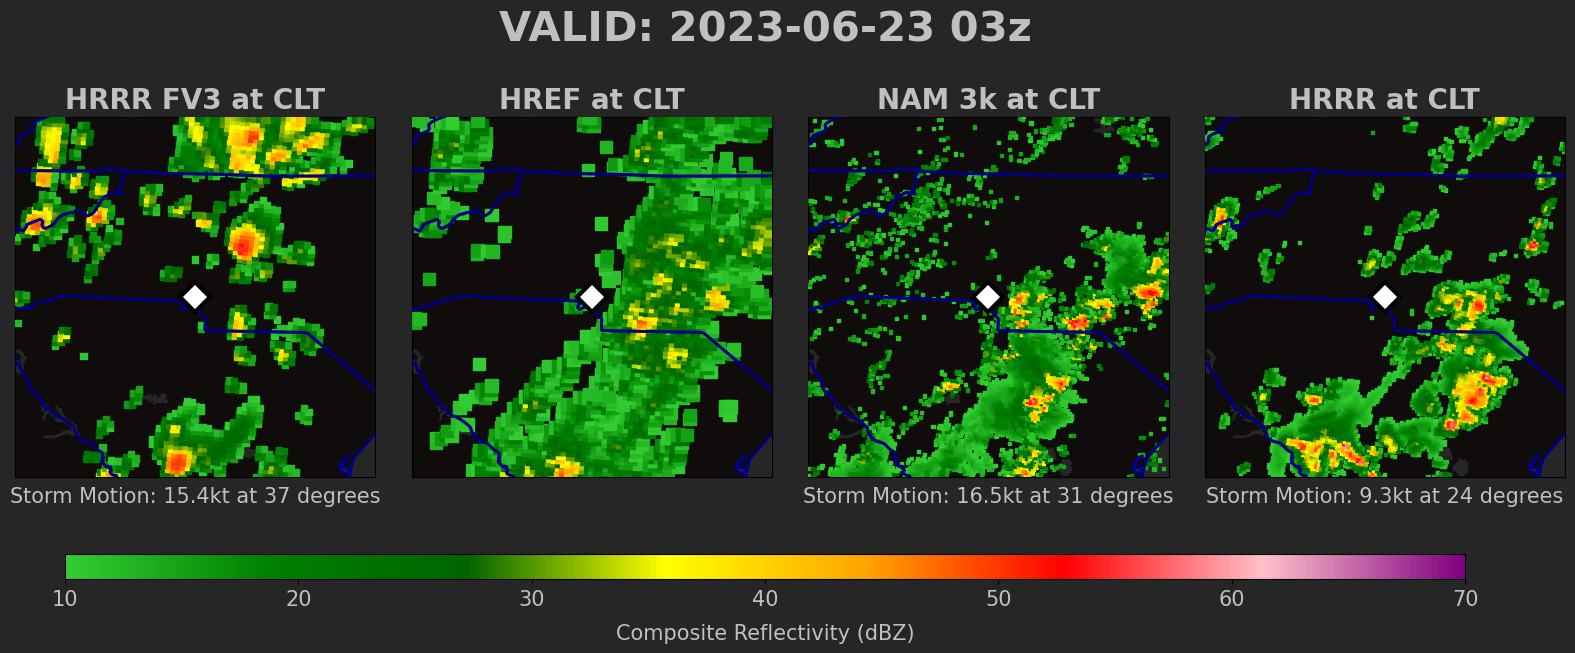 VALID: 2023-06-23 03z
HRRR FV3 at CLT
HREF at CLT
NAM 3k at CLT
HRRR at CLT
Storm Motion: 15.4kt at 37 degrees
Storm Motion: 16.5kt at 31 degrees
Storm Motion: 9.3kt at 24 degrees
10 20 30 40 50 60 70
Composite Reflectivity (dBZ)